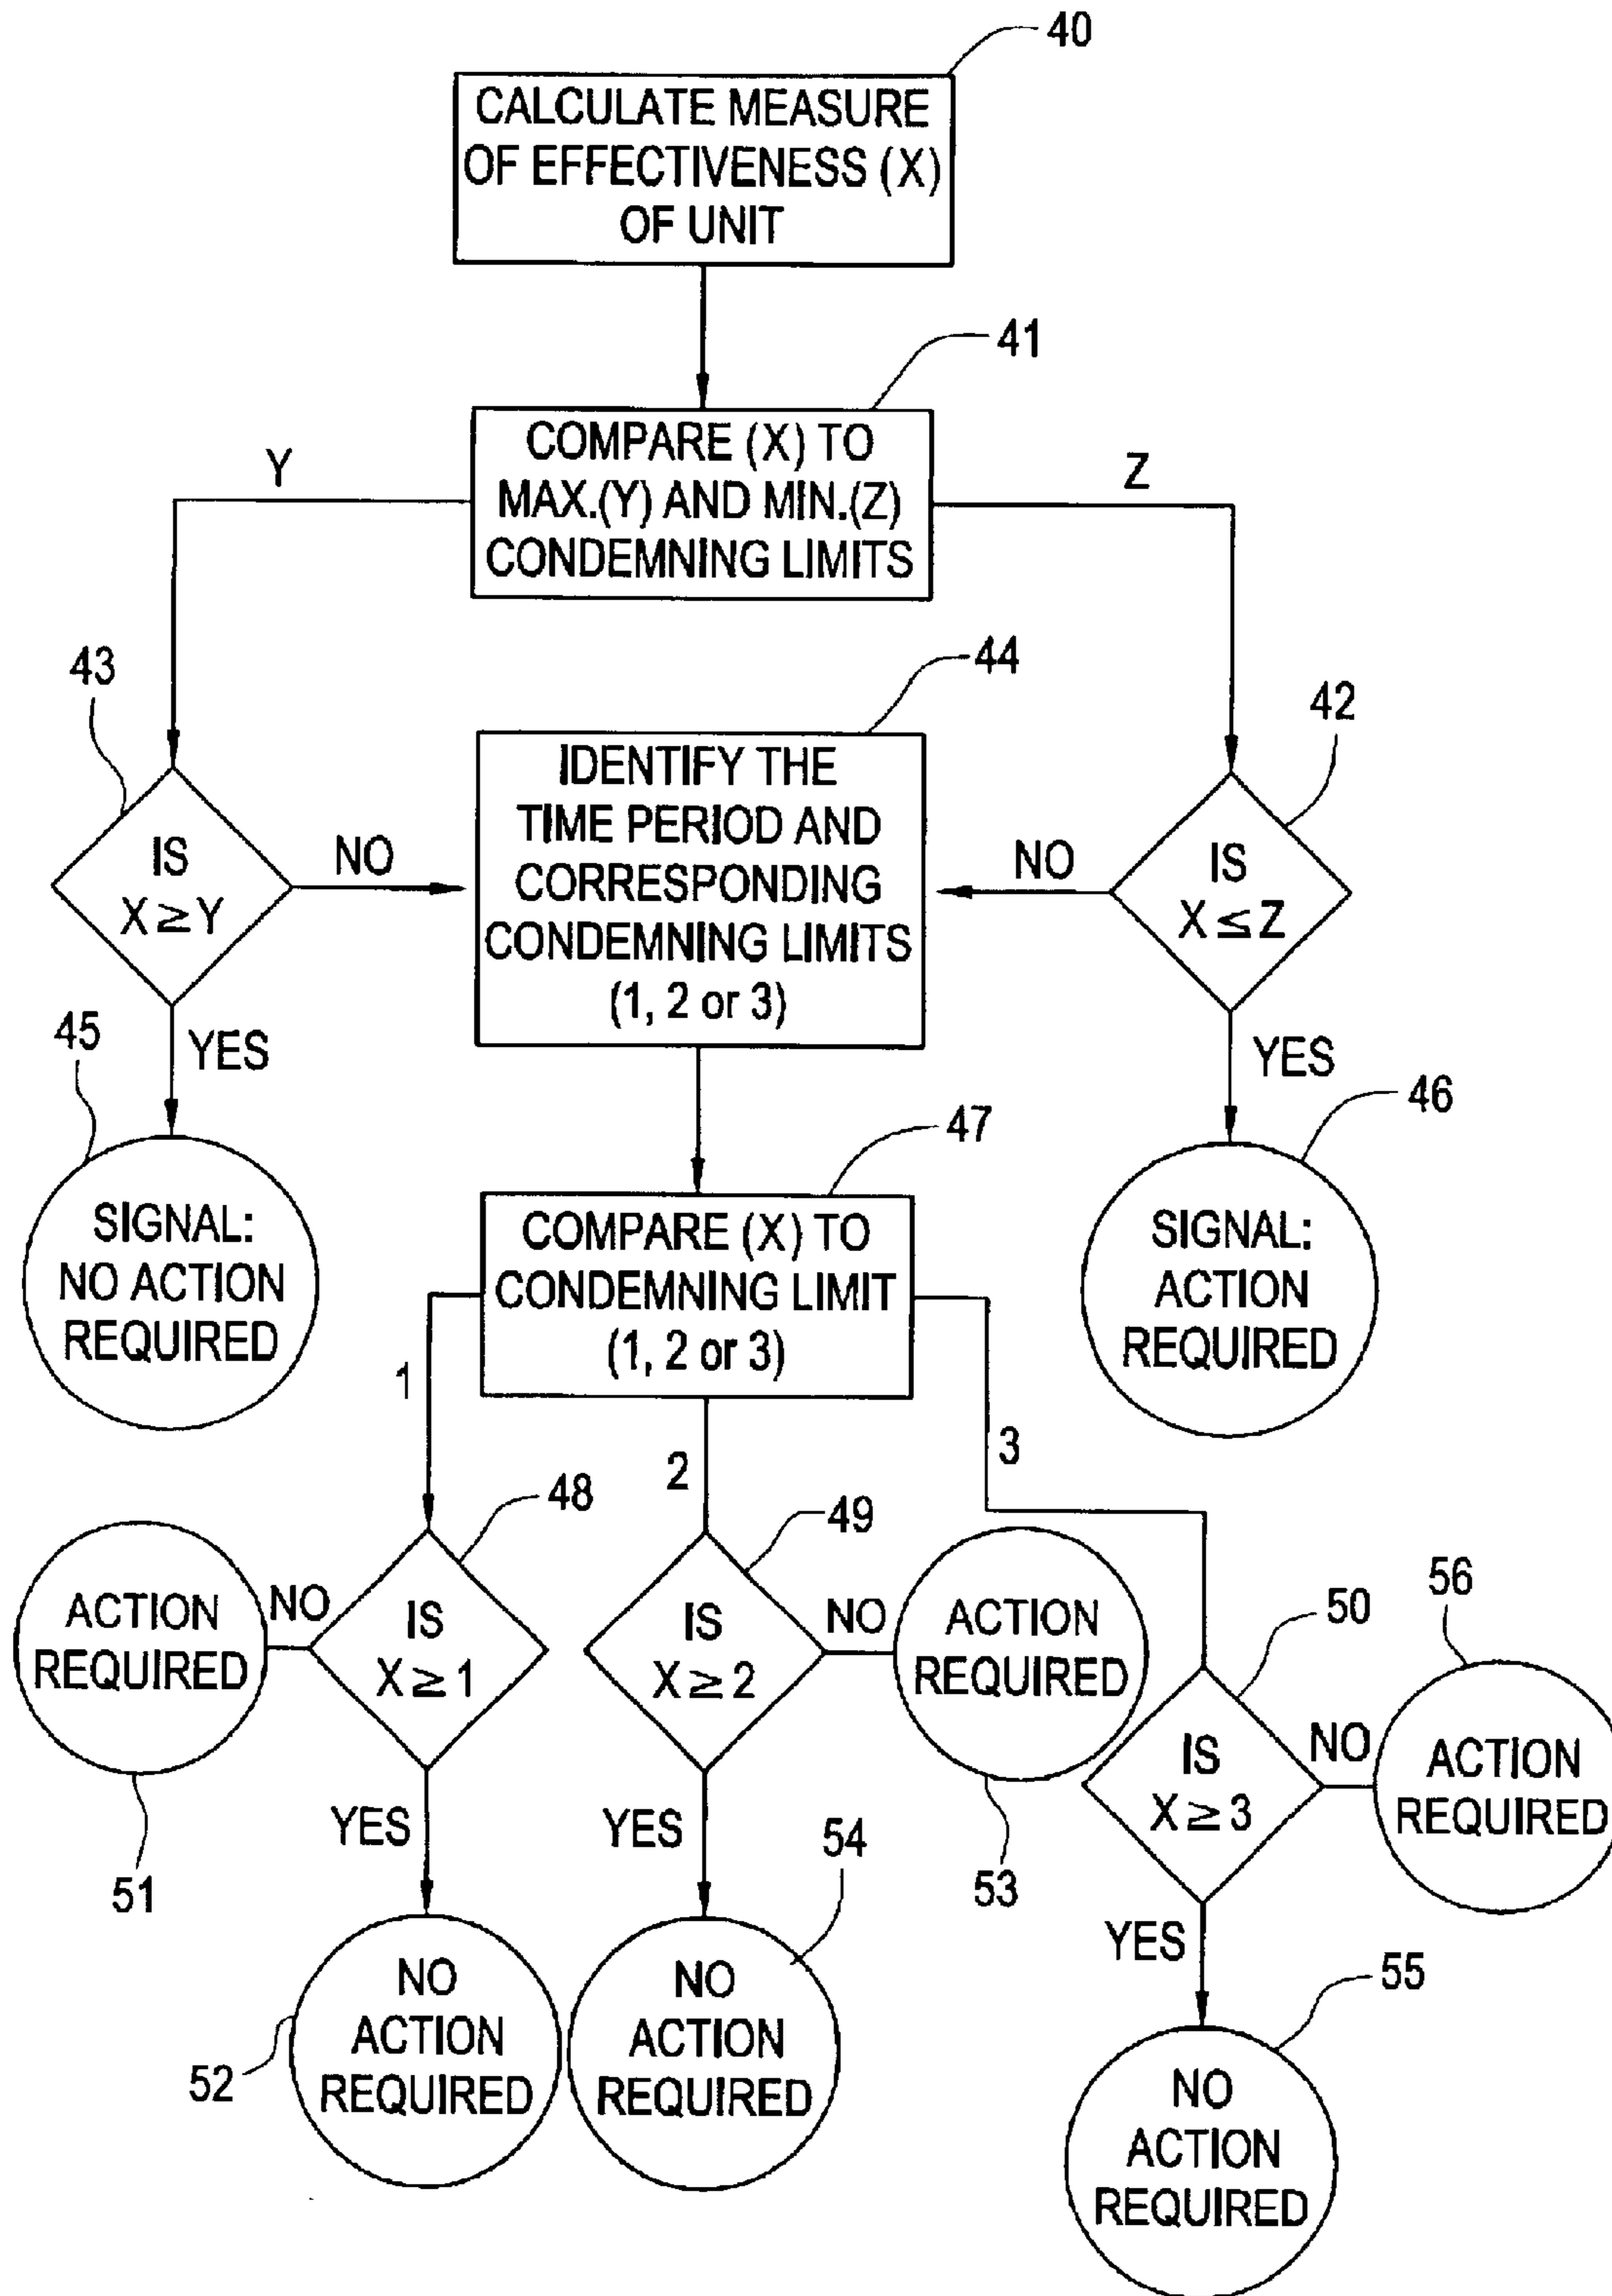 40
CALCULATE MEASURE
OF EFFECTIVENESS (X)
OF UNIT
41
COMPARE (X) TO
MAX.(Y) AND MIN.(Z)
CONDEMNING LIMITS
Y
Z
43
44
42
IDENTIFY THE
TIME PERIOD AND
CORRESPONDING
CONDEMNING LIMITS
(1, 2 or 3)
IS
X ≥ Y
NO
NO
IS
X ≤ Z
45
YES
YES
46
47
SIGNAL:
NO ACTION
REQUIRED
COMPARE (X) TO
CONDEMNING LIMIT
(1, 2 or 3)
SIGNAL:
ACTION
REQUIRED
1
2
3
48
49
50
56
ACTION
REQUIRED
NO
IS
X ≥ 1
IS
X ≥ 2
NO
ACTION
REQUIRED
IS
X ≥ 3
NO
ACTION
REQUIRED
51
YES
YES
54
53
YES
55
52
NO
ACTION
REQUIRED
NO
ACTION
REQUIRED
NO
ACTION
REQUIRED